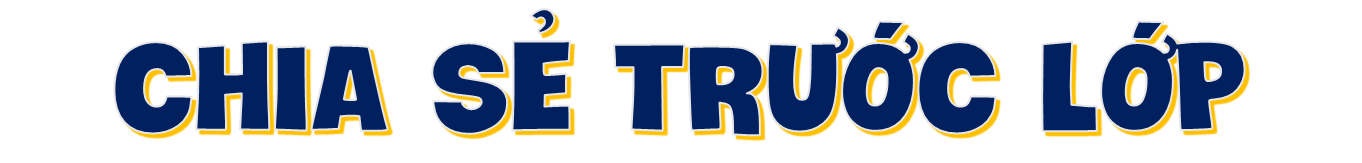 CHIA SẺ TRƯỚC LỚP